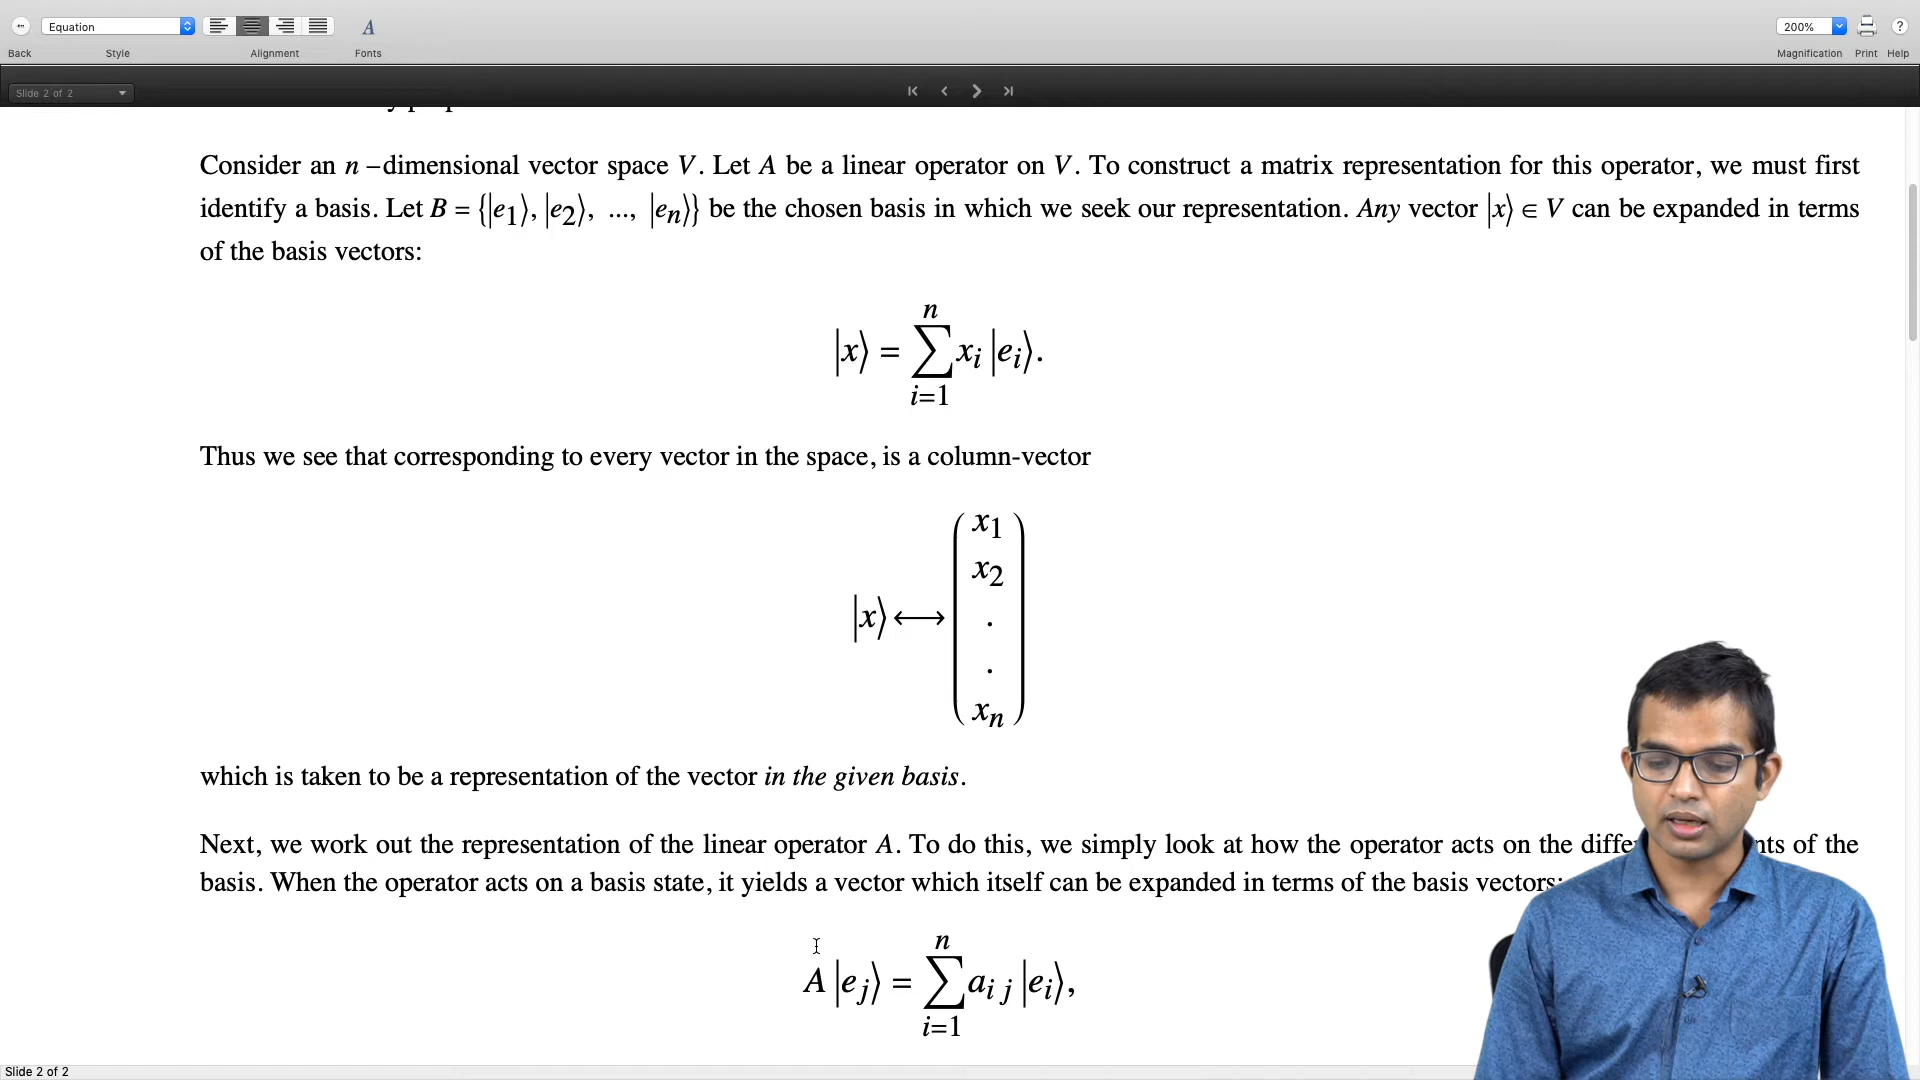 Equation
200%
Back
Style
Alignment
Fonts
Magnification
Print
Help
Slide 2 of 2
Consider an n –dimensional vector space V. Let A be a linear operator on V. To construct a matrix representation for this operator, we must first
identify a basis. Let B = {|e1⟩, |e2⟩, ..., |en⟩} be the chosen basis in which we seek our representation. Any vector |x⟩ ∈ V can be expanded in terms
of the basis vectors:
|x⟩ = ∑_{i=1}^{n} x_i |e_i⟩.
Thus we see that corresponding to every vector in the space, is a column-vector
|x⟩ ⟷ ( x1
x2
.
.
xn )
which is taken to be a representation of the vector in the given basis.
Next, we work out the representation of the linear operator A. To do this, we simply look at how the operator acts on the of the
basis. When the operator acts on a basis state, it yields a vector which itself can be expanded in terms of the basis vectors:
A |e_j⟩ = ∑_{i=1}^{n} a_{i j} |e_i⟩,
Slide 2 of 2